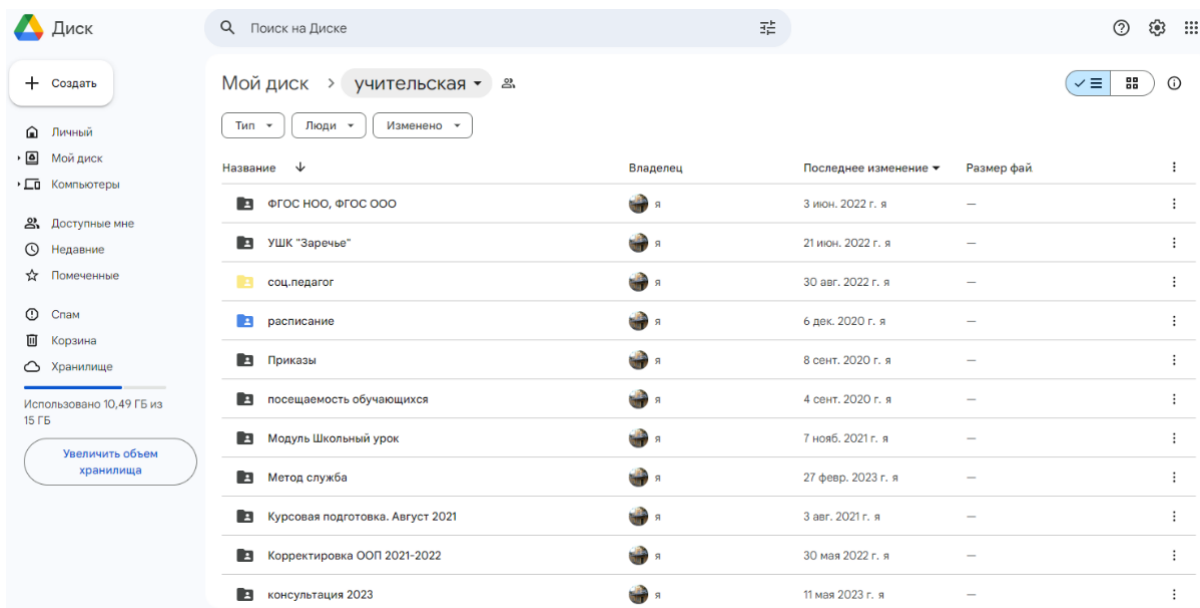 Диск
Поиск на Диске
Создать
Мой диск > учительская
Тип
Люди
Изменено
Личный
Мой диск
Компьютеры
Доступные мне
Недавние
Помеченные
Спам
Корзина
Хранилище
Использовано 10,49 ГБ из
15 ГБ
Увеличить объем
хранилища
Название Владелец Последнее изменение Размер фай
ФГОС НОО, ФГОС ООО я 3 июн. 2022 г. я —
УШК "Заречье" я 21 июн. 2022 г. я —
соц.педагог я 30 авг. 2022 г. я —
расписание я 6 дек. 2020 г. я —
Приказы я 8 сент. 2020 г. я —
посещаемость обучающихся я 4 сент. 2020 г. я —
Модуль Школьный урок я 7 нояб. 2021 г. я —
Метод служба я 27 февр. 2023 г. я —
Курсовая подготовка. Август 2021 я 3 авг. 2021 г. я —
Корректировка ООП 2021-2022 я 30 мая 2022 г. я —
консультация 2023 я 11 мая 2023 г. я —